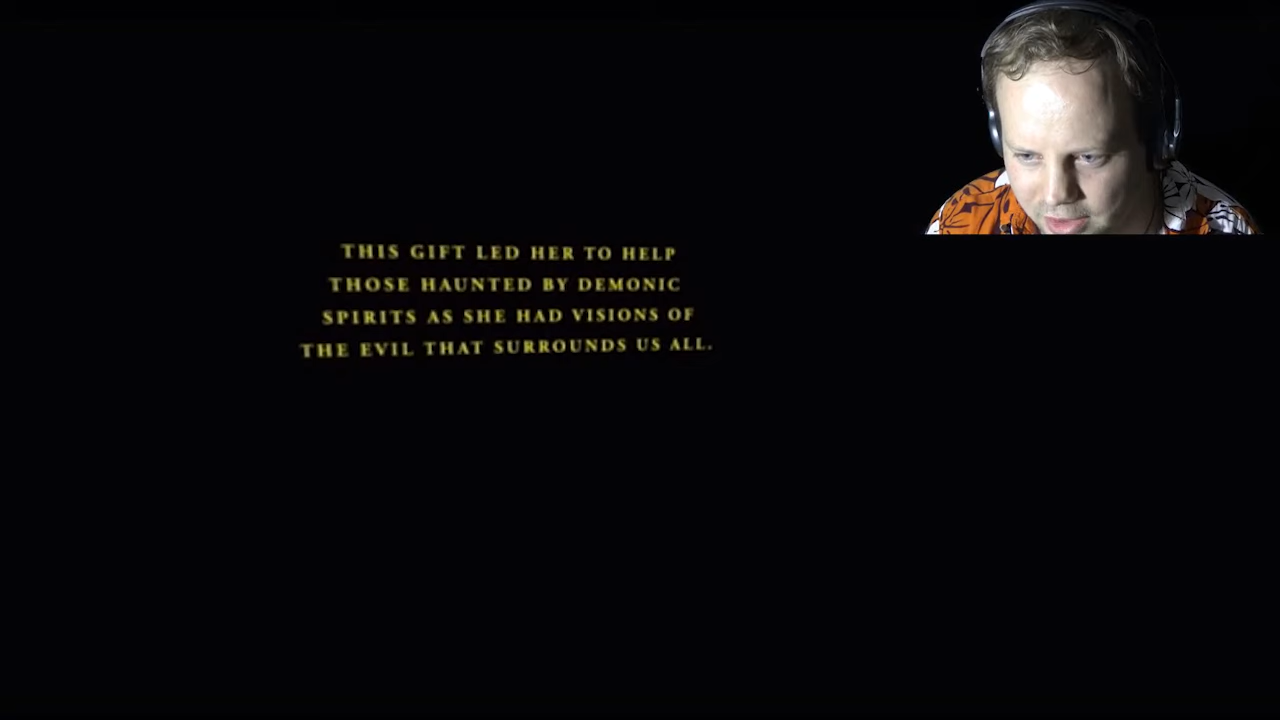 THIS GIFT LED HER TO HELP
THOSE HAUNTED BY DEMONIC
SPIRITS AS SHE HAD VISIONS OF
THE EVIL THAT SURROUNDS US ALL.